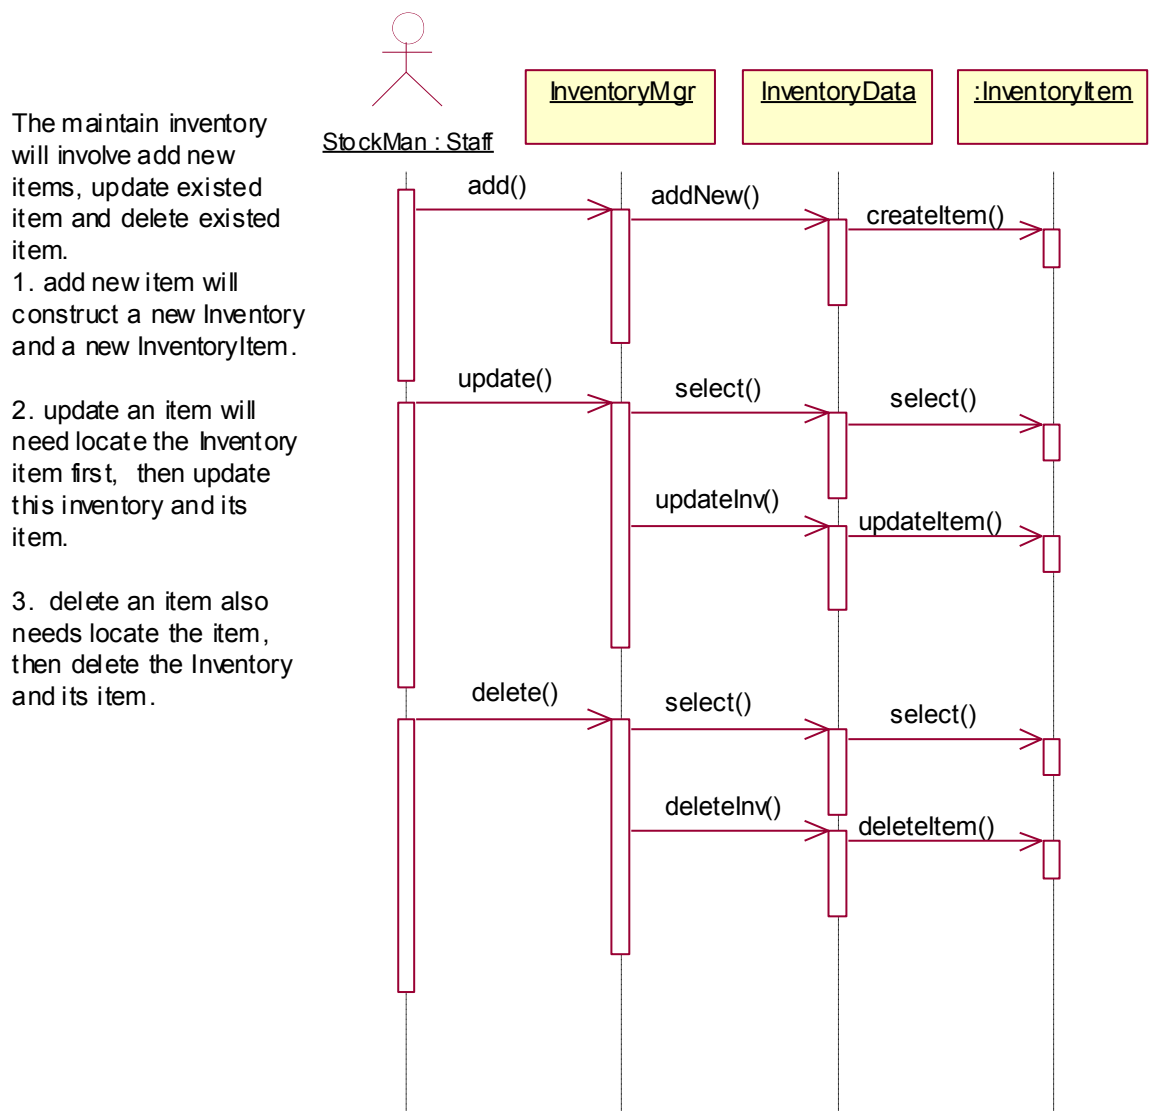 The maintain inventory
will involve add new
items, update existed
item and delete existed
item.
1. add new item will
construct a new Inventory
and a new InventoryItem.
2. update an item will
need locate the Inventory
item first, then update
this inventory and its
item.
3. delete an item also
needs locate the item,
then delete the Inventory
and its item.
StockMan : Staff
InventoryMgr
InventoryData
:InventoryItem
add()
addNew()
createItem()
update()
select()
select()
updateInv()
updateItem()
delete()
select()
select()
deleteInv()
deleteItem()